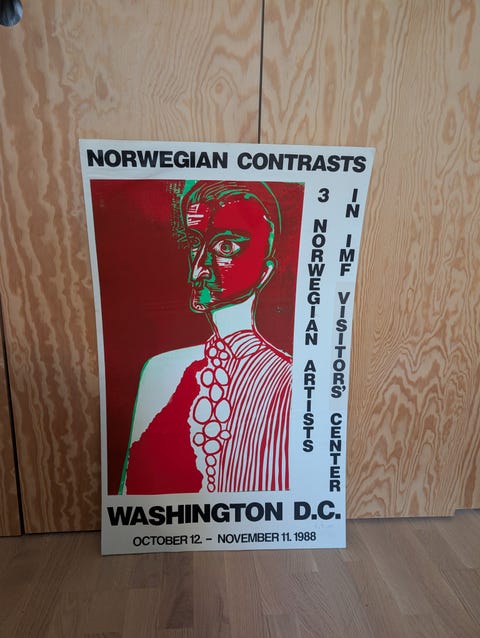 NORWEGIAN CONTRASTS
3 NORWEGIAN ARTISTS
IN IMF VISITORS' CENTER
WASHINGTON D.C.
OCTOBER 12. – NOVEMBER 11. 1988